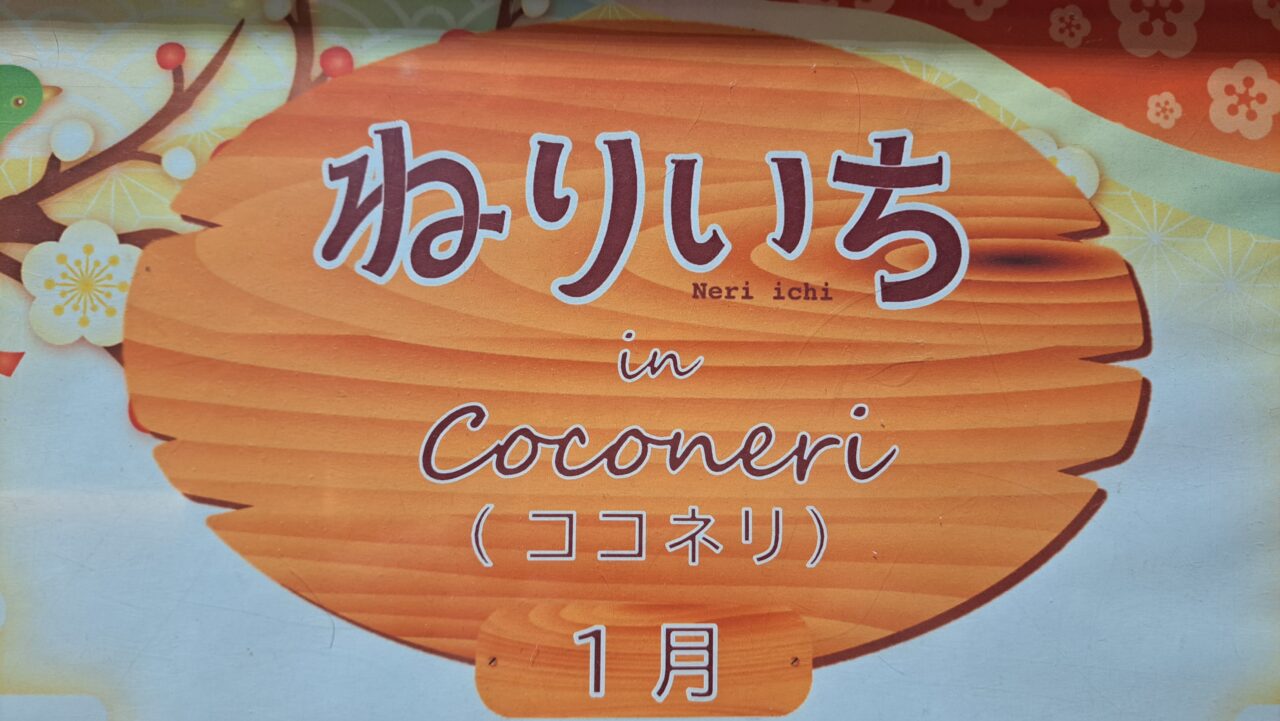 ねりいち
Neri ichi
in
Coconeri
(ココネリ)
1月